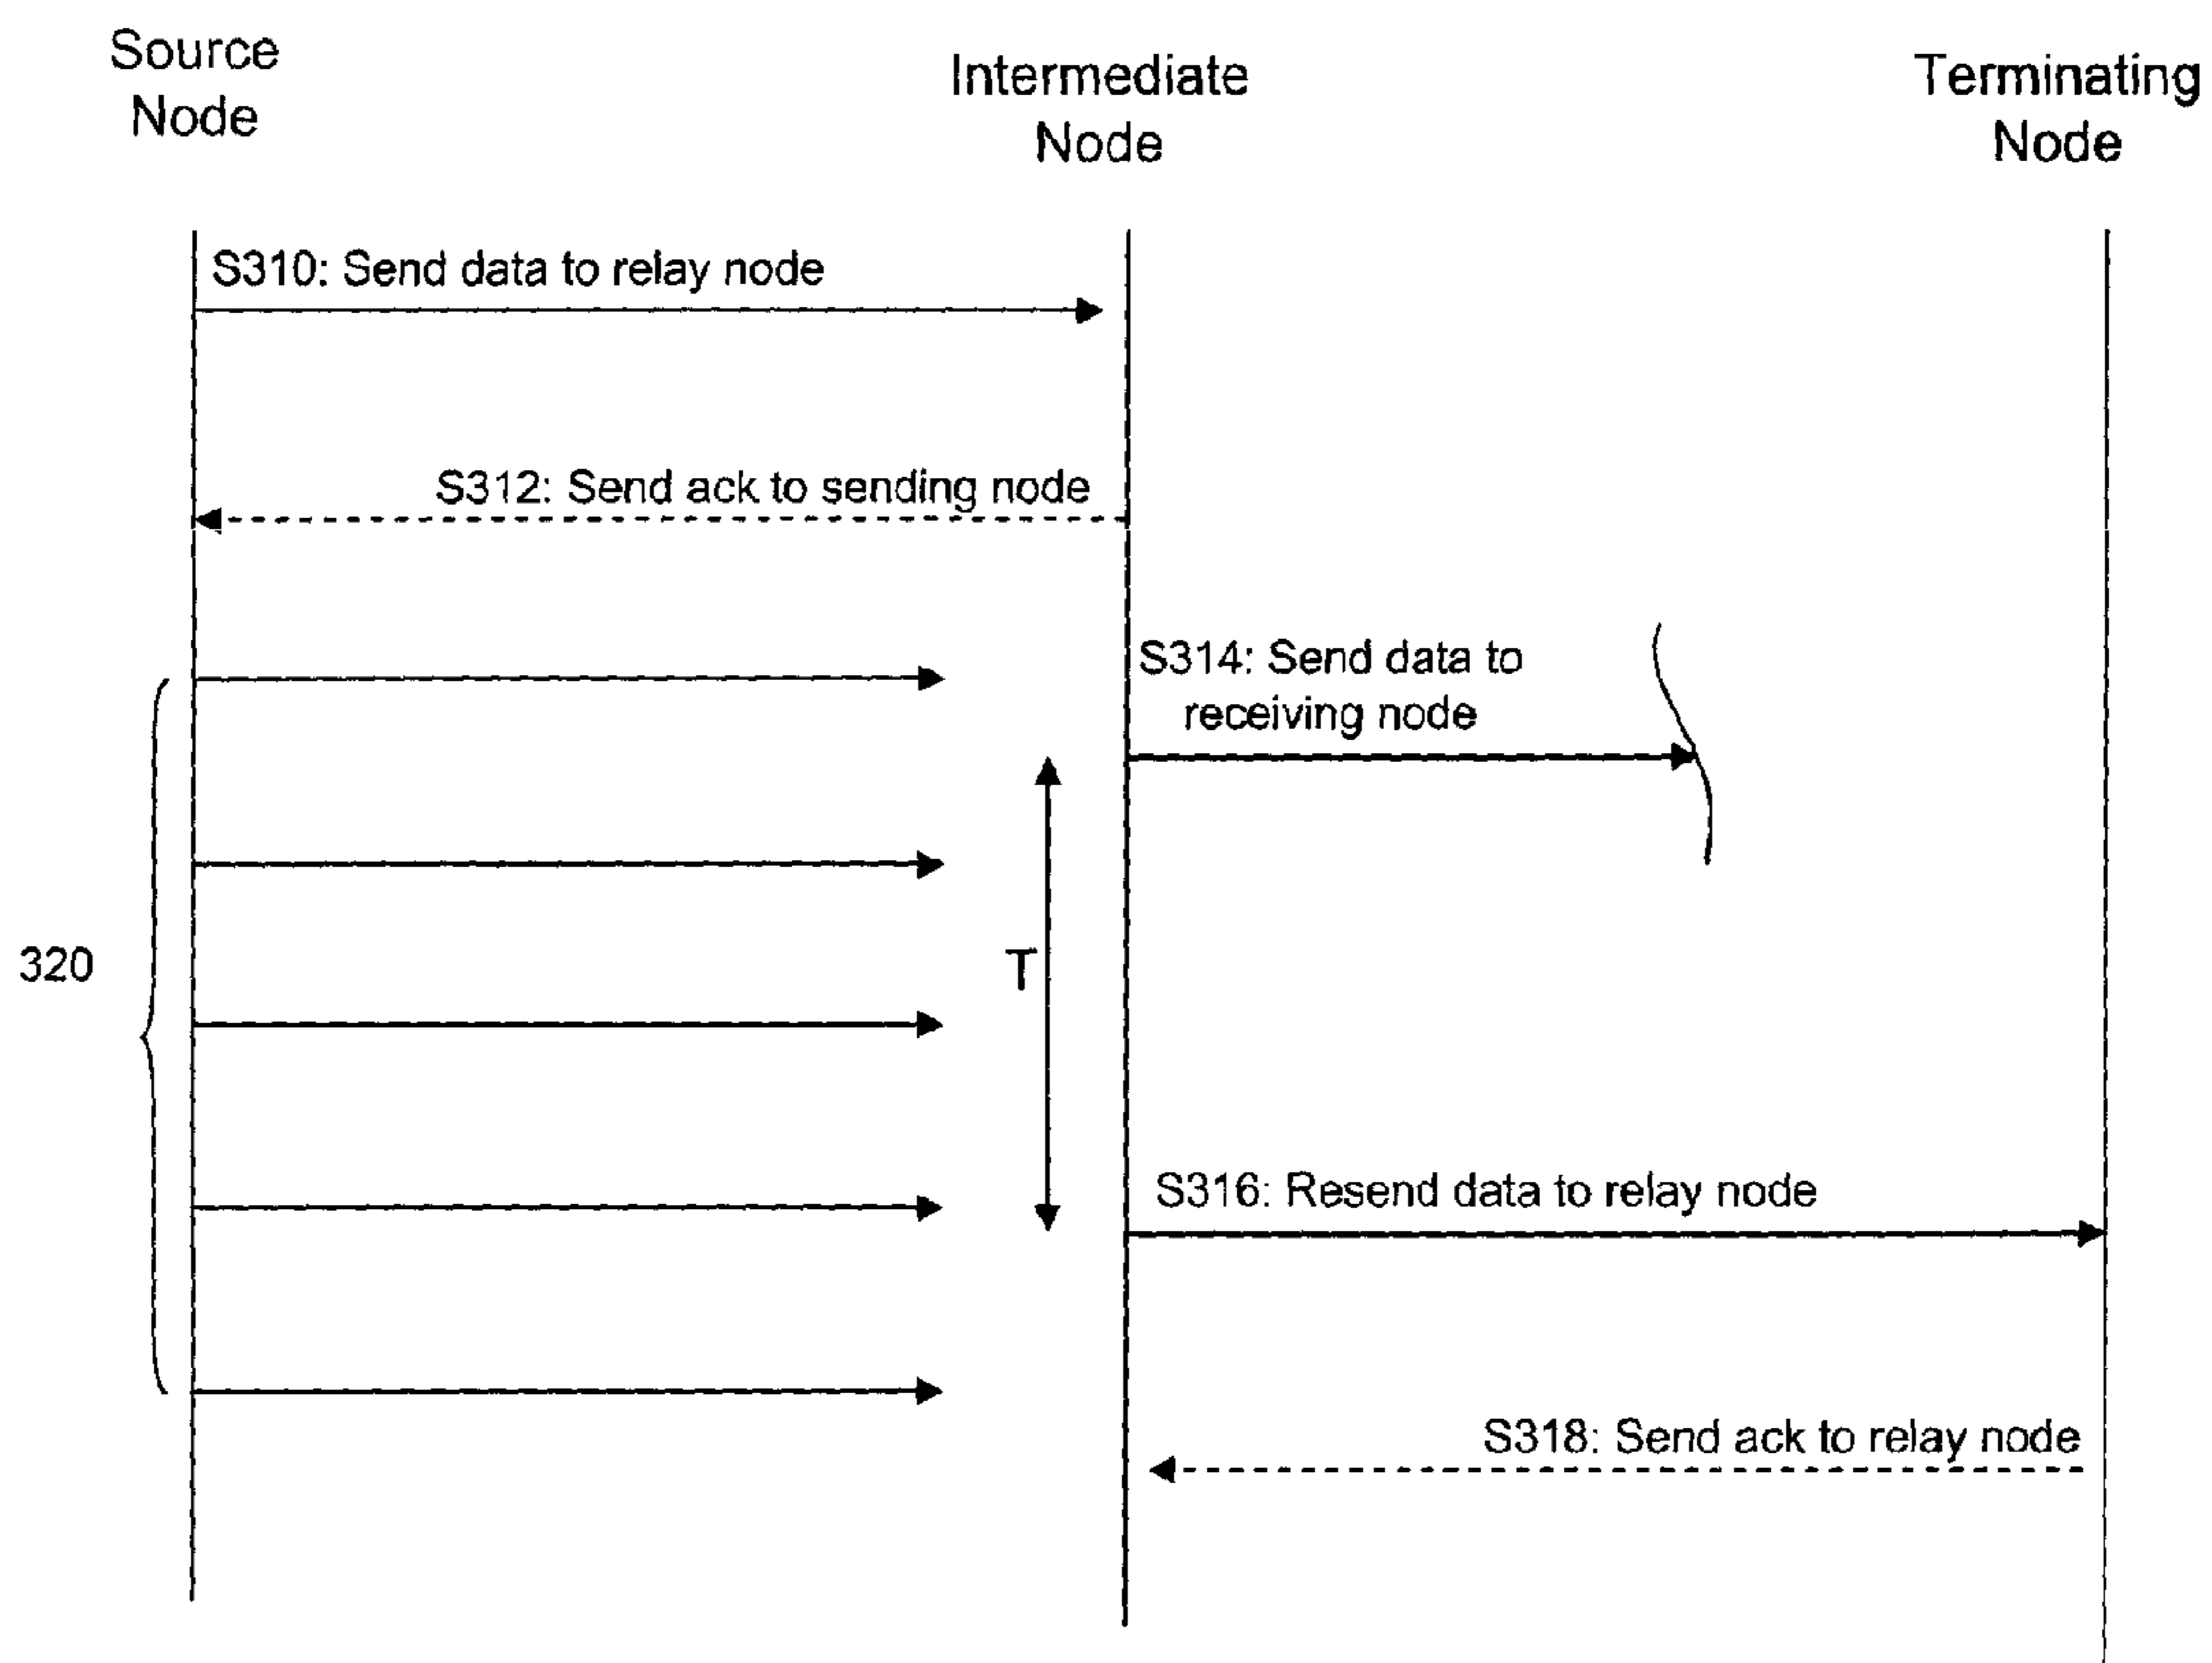 Source
Node
Intermediate
Node
Terminating
Node
S310: Send data to relay node
S312: Send ack to sending node
S314: Send data to
receiving node
320
T
S316: Resend data to relay node
S318: Send ack to relay node